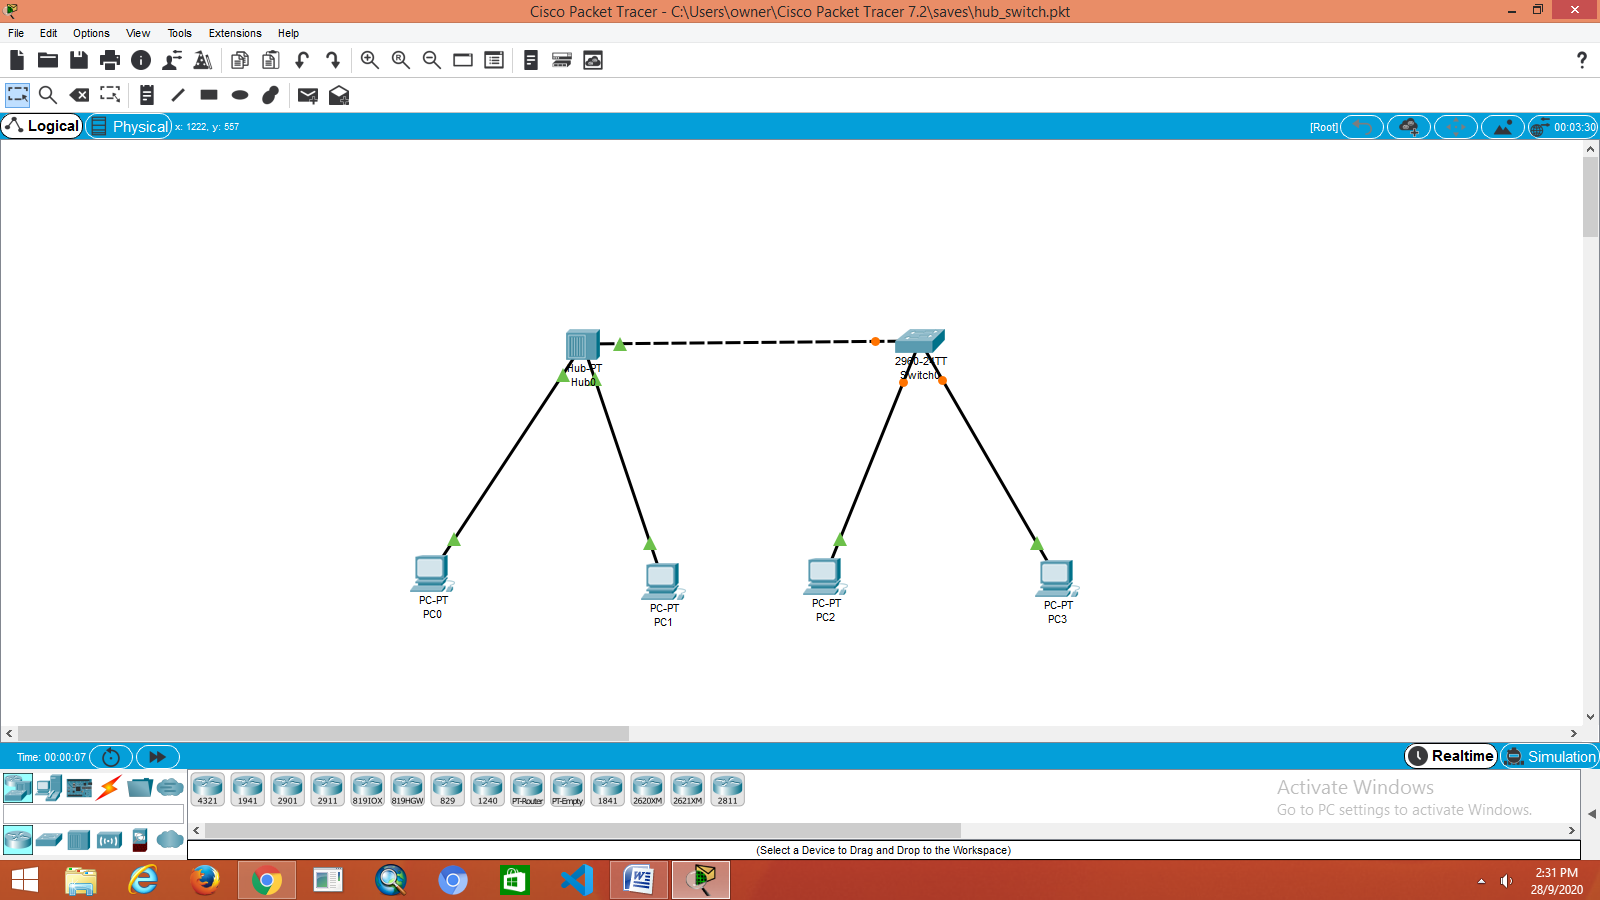 Cisco Packet Tracer - C:\Users\owner\Cisco Packet Tracer 7.2\saves\hub_switch.pkt
File Edit Options View Tools Extensions Help
Logical Physical x: 1222, y: 557 [Root] 00:03:30
Hub-PT
Hub0
2960-24TT
Switch0
PC-PT
PC0
PC-PT
PC1
PC-PT
PC2
PC-PT
PC3
Time: 00:00:07 Realtime Simulation
4321 1941 2901 2911 819IOX 819HGW 829 1240 PT-Router PT-Empty 1841 2620XM 2621XM 2811
Activate Windows
Go to PC settings to activate Windows.
(Select a Device to Drag and Drop to the Workspace)
2:31 PM
28/9/2020